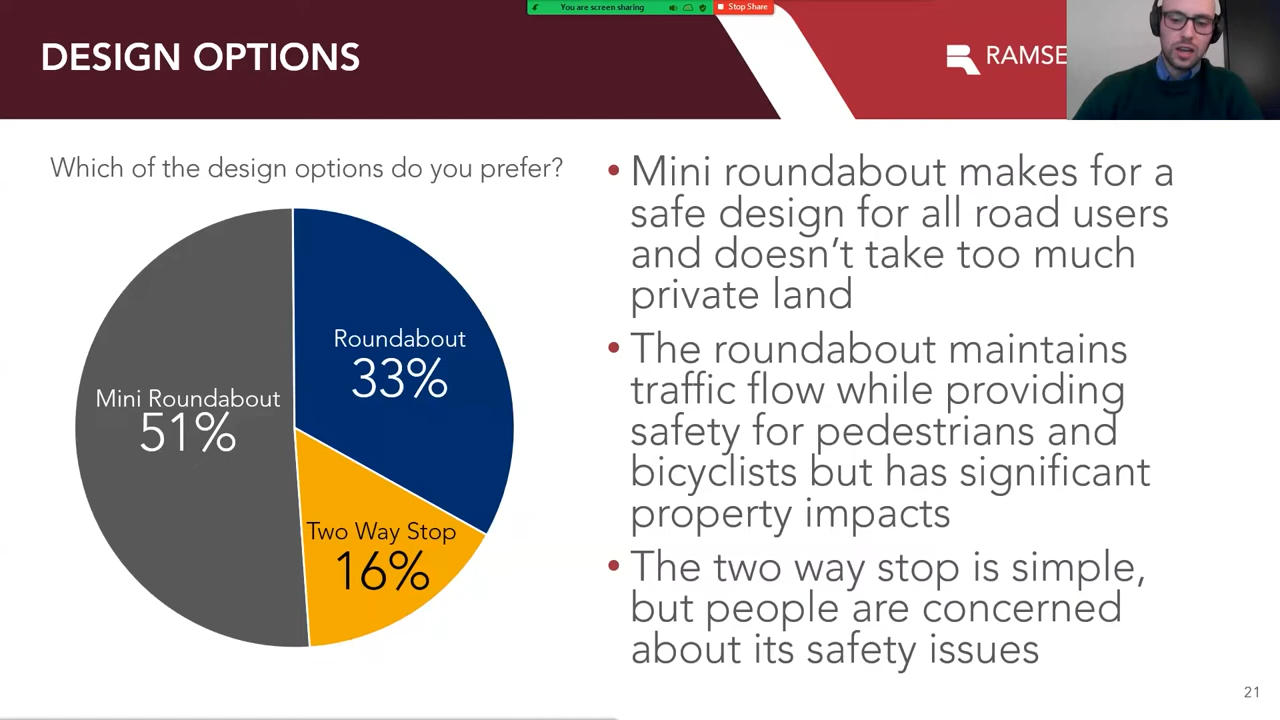 You are screen sharing
Stop Share
DESIGN OPTIONS
RAMSE
Which of the design options do you prefer?
Roundabout
33%
Mini Roundabout
51%
Two Way Stop
16%
• Mini roundabout makes for a
safe design for all road users
and doesn’t take too much
private land
• The roundabout maintains
traffic flow while providing
safety for pedestrians and
bicyclists but has significant
property impacts
• The two way stop is simple,
but people are concerned
about its safety issues
21